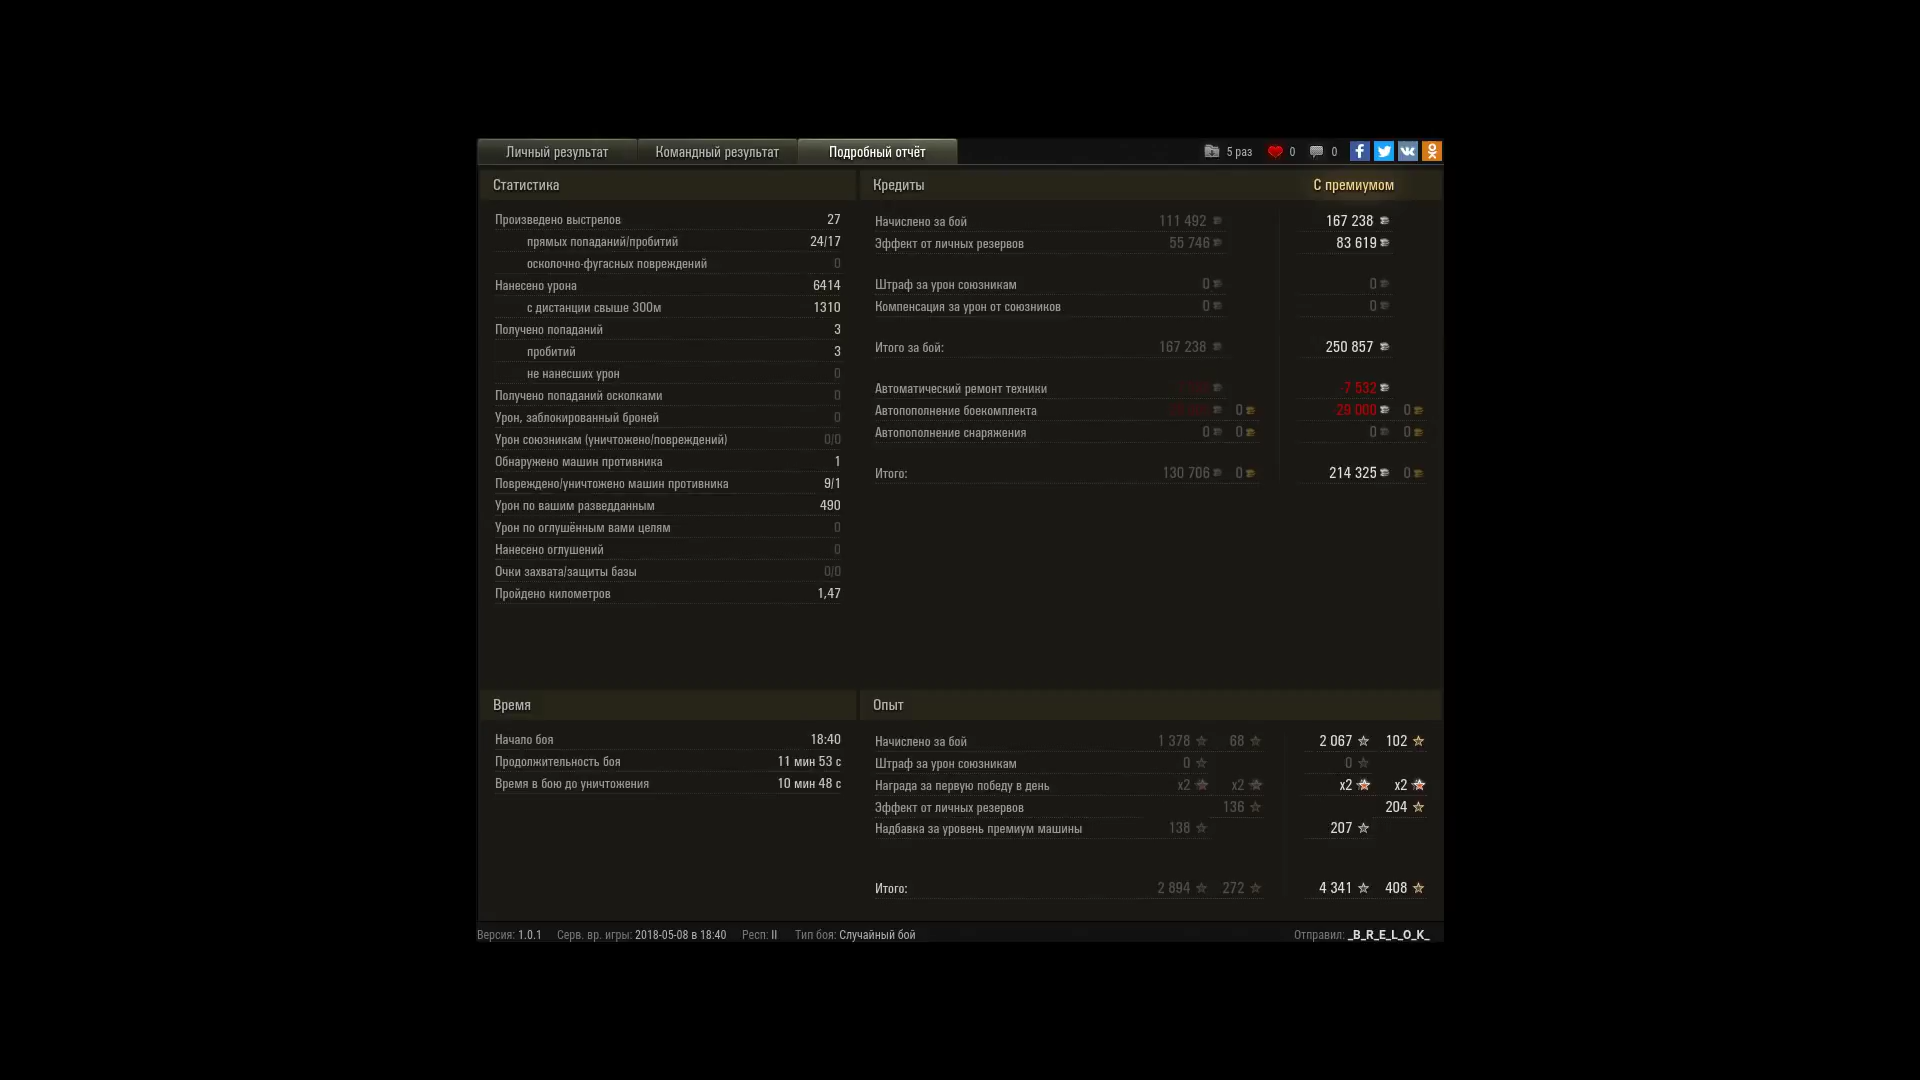 Личный результат Командный результат Подробный отчёт 5 раз 0 0
Статистика
Произведено выстрелов 27
прямых попаданий/пробитий 24/17
осколочно-фугасных повреждений 0
Нанесено урона 6414
с дистанции свыше 300м 1310
Получено попаданий 3
пробитий 3
не нанесших урон 0
Получено попаданий осколками 0
Урон, заблокированный броней 0
Урон союзникам (уничтожено/повреждений) 0/0
Обнаружено машин противника 1
Повреждено/уничтожено машин противника 9/1
Урон по вашим разведданным 490
Урон по оглушённым вами целям 0
Нанесено оглушений 0
Очки захвата/защиты базы 0/0
Пройдено километров 1,47
Кредиты С премиумом
Начислено за бой 111 492 167 238
Эффект от личных резервов 55 746 83 619
Штраф за урон союзникам 0 0
Компенсация за урон от союзников 0 0
Итого за бой: 167 238 250 857
Автоматический ремонт техники -7 532
Автопополнение боекомплекта 0 29 000 0
Автопополнение снаряжения 0 0 0 0
Итого: 130 706 0 214 325 0
Время
Начало боя 18:40
Продолжительность боя 11 мин 53 с
Время в бою до уничтожения 10 мин 48 с
Опыт
Начислено за бой 1 378 68 2 067 102
Штраф за урон союзникам 0 0
Награда за первую победу в день x2 x2 x2 x2
Эффект от личных резервов 136 204
Надбавка за уровень премиум машины 138 207
Итого: 2 894 272 4 341 408
Версия: 1.0.1 Серв. вр. игры: 2018-05-08 в 18:40 Респ: II Тип боя: Случайный бой Отправил: _B_R_E_L_O_K_